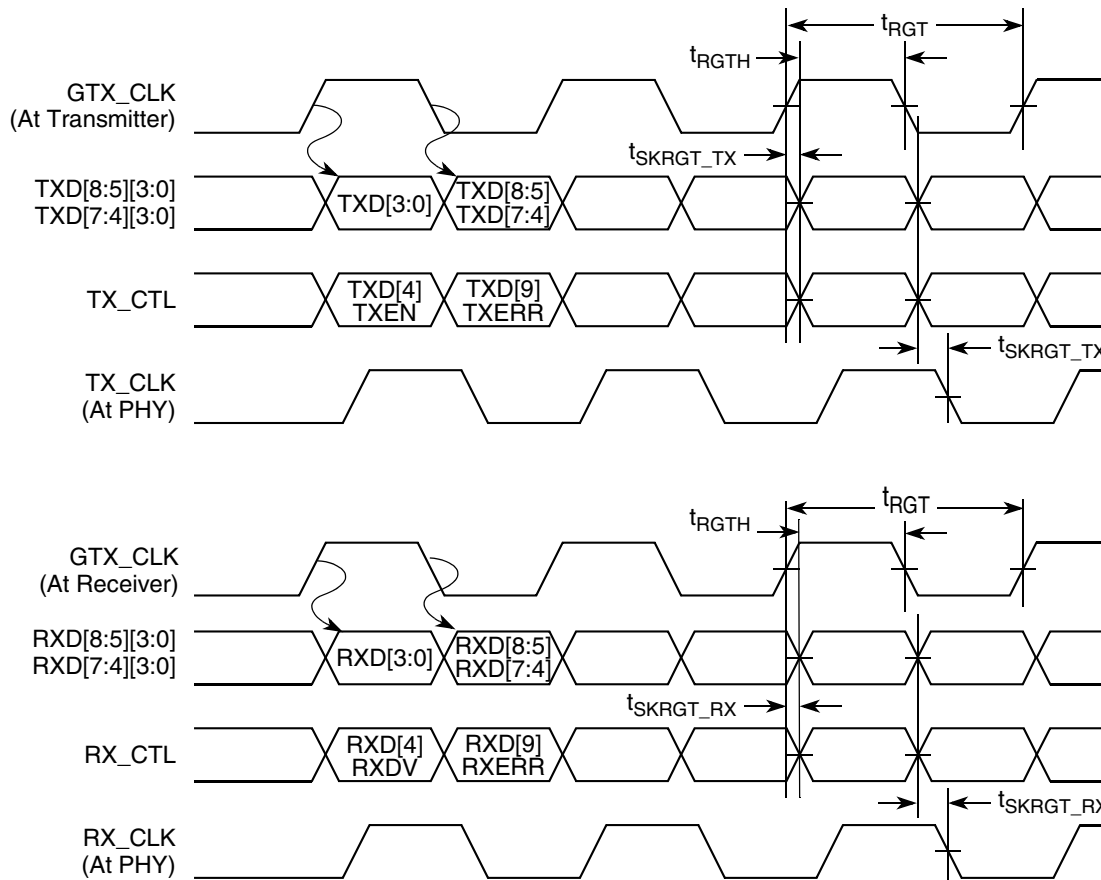 tRGT
tRGTH
GTX_CLK
(At Transmitter)
tSKRGT_TX
TXD[8:5][3:0]
TXD[7:4][3:0]
TXD[3:0]
TXD[8:5]
TXD[7:4]
TX_CTL
TXD[4]
TXEN
TXD[9]
TXERR
tSKRGT_TX
TX_CLK
(At PHY)
tRGT
tRGTH
GTX_CLK
(At Receiver)
RXD[8:5][3:0]
RXD[7:4][3:0]
RXD[3:0]
RXD[8:5]
RXD[7:4]
tSKRGT_RX
RX_CTL
RXD[4]
RXDV
RXD[9]
RXERR
tSKRGT_RX
RX_CLK
(At PHY)